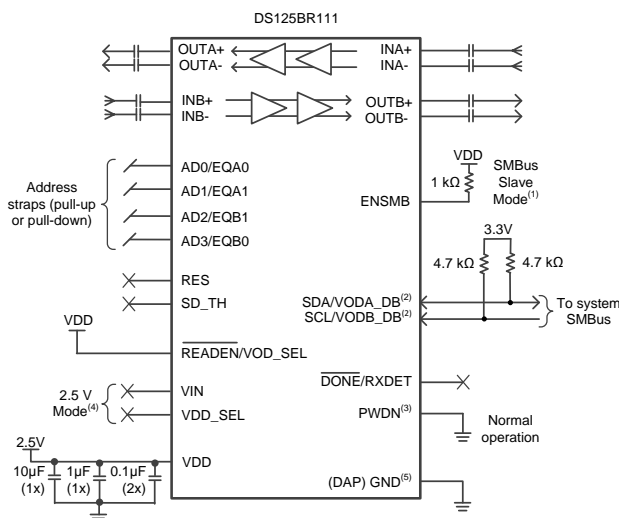 DS125BR111
OUTA+
OUTA-
INA+
INA-
INB+
INB-
OUTB+
OUTB-
Address
straps (pull-up
or pull-down)
AD0/EQA0
AD1/EQA1
AD2/EQB1
AD3/EQB0
VDD
1 kΩ
SMBus
Slave
Mode(1)
ENSMB
3.3V
4.7 kΩ
4.7 kΩ
RES
SD_TH
SDA/VODA_DB(2)
SCL/VODB_DB(2)
To system
SMBus
VDD
READEN/VOD_SEL
2.5 V
Mode(4)
VIN
VDD_SEL
DONE/RXDET
PWDN(3)
Normal
operation
2.5V
VDD
10µF
(1x)
1µF
(1x)
0.1µF
(2x)
(DAP) GND(5)